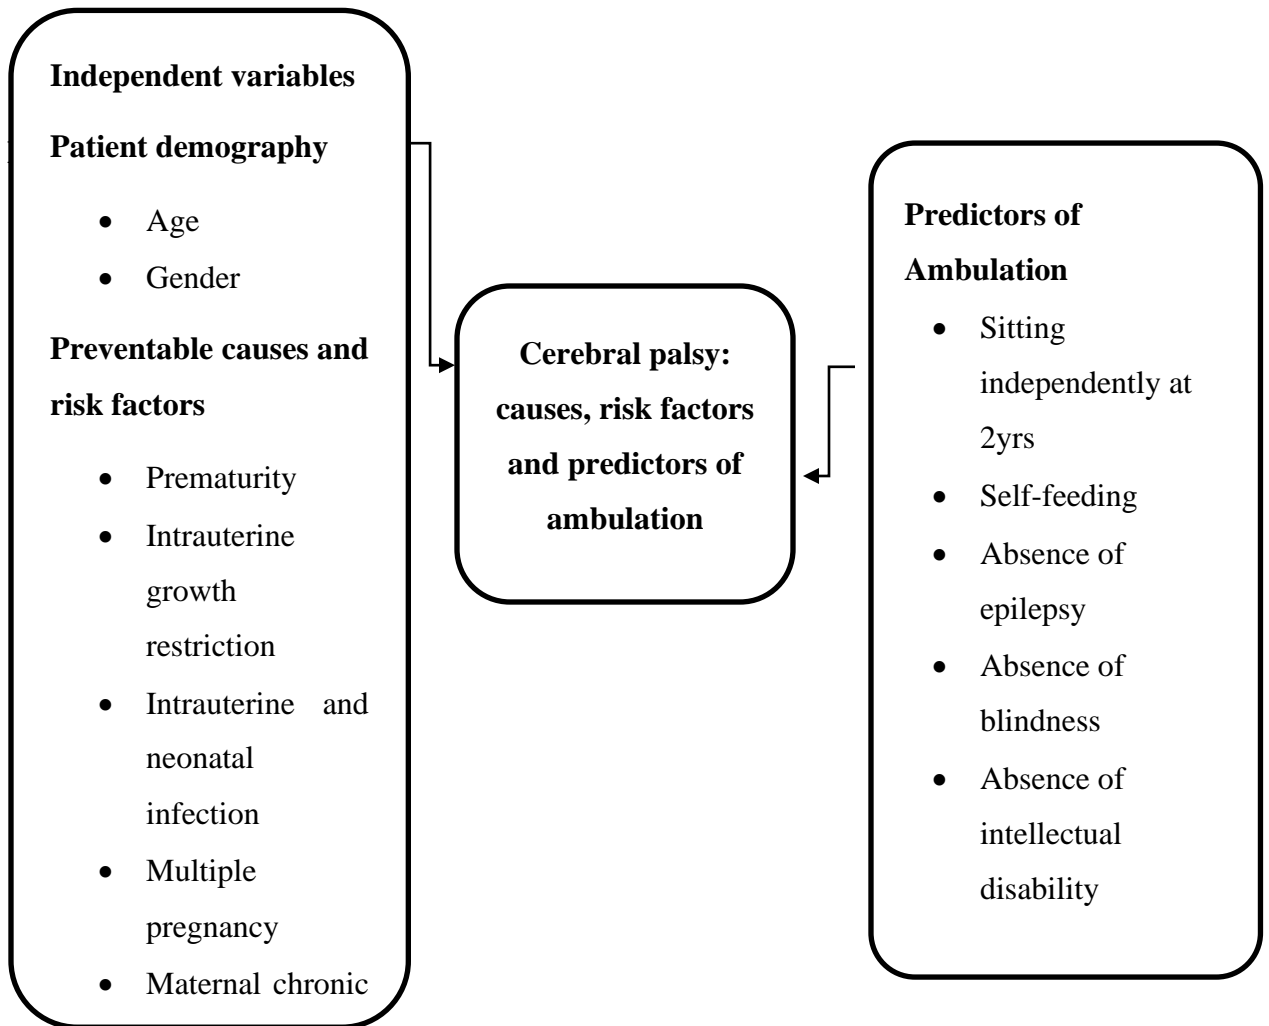 Independent variables
Patient demography
• Age
• Gender
Preventable causes and
risk factors
• Prematurity
• Intrauterine
growth
restriction
• Intrauterine and
neonatal
infection
• Multiple
pregnancy
• Maternal chronic
Cerebral palsy:
causes, risk factors
and predictors of
ambulation
Predictors of
Ambulation
• Sitting
independently at
2yrs
• Self-feeding
• Absence of
epilepsy
• Absence of
blindness
• Absence of
intellectual
disability